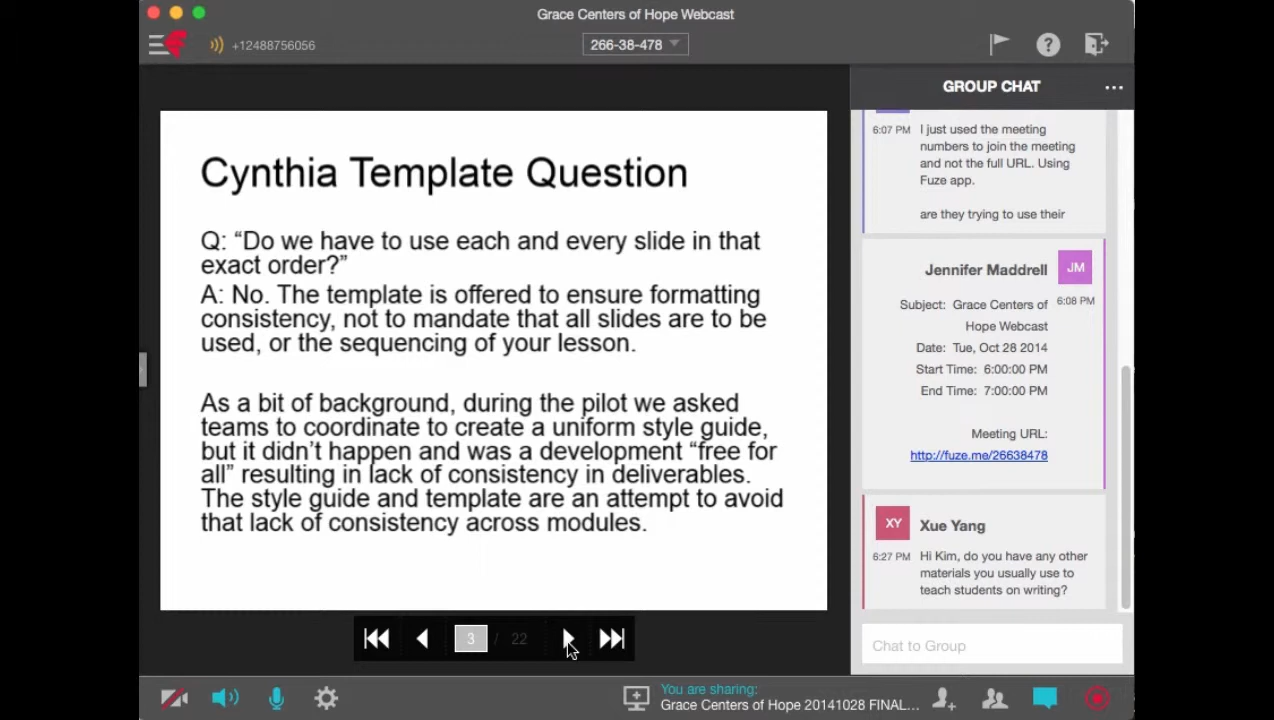 Grace Centers of Hope Webcast
+12488756056
266-38-478
?
GROUP CHAT
Cynthia Template Question
Q: “Do we have to use each and every slide in that
exact order?”
A: No. The template is offered to ensure formatting
consistency, not to mandate that all slides are to be
used, or the sequencing of your lesson.
As a bit of background, during the pilot we asked
teams to coordinate to create a uniform style guide,
but it didn’t happen and was a development “free for
all” resulting in lack of consistency in deliverables.
The style guide and template are an attempt to avoid
that lack of consistency across modules.
3 / 22
6:07 PM I just used the meeting
numbers to join the meeting
and not the full URL. Using
Fuze app.
are they trying to use their
Jennifer Maddrell JM
6:08 PM
Subject: Grace Centers of
Hope Webcast
Date: Tue, Oct 28 2014
Start Time: 6:00:00 PM
End Time: 7:00:00 PM
Meeting URL:
http://fuze.me/26638478
XY Xue Yang
6:27 PM Hi Kim, do you have any other
materials you usually use to
teach students on writing?
Chat to Group
You are sharing:
Grace Centers of Hope 20141028 FINAL...